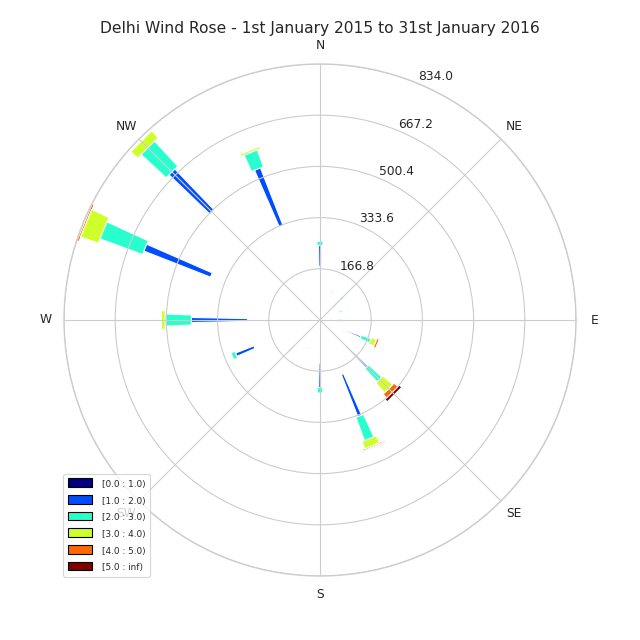 Delhi Wind Rose - 1st January 2015 to 31st January 2016
N
834.0
NW
NE
667.2
500.4
333.6
166.8
W
E
[0.0 : 1.0)
[1.0 : 2.0)
[2.0 : 3.0)
SW
SE
[3.0 : 4.0)
[4.0 : 5.0)
[5.0 : inf)
S